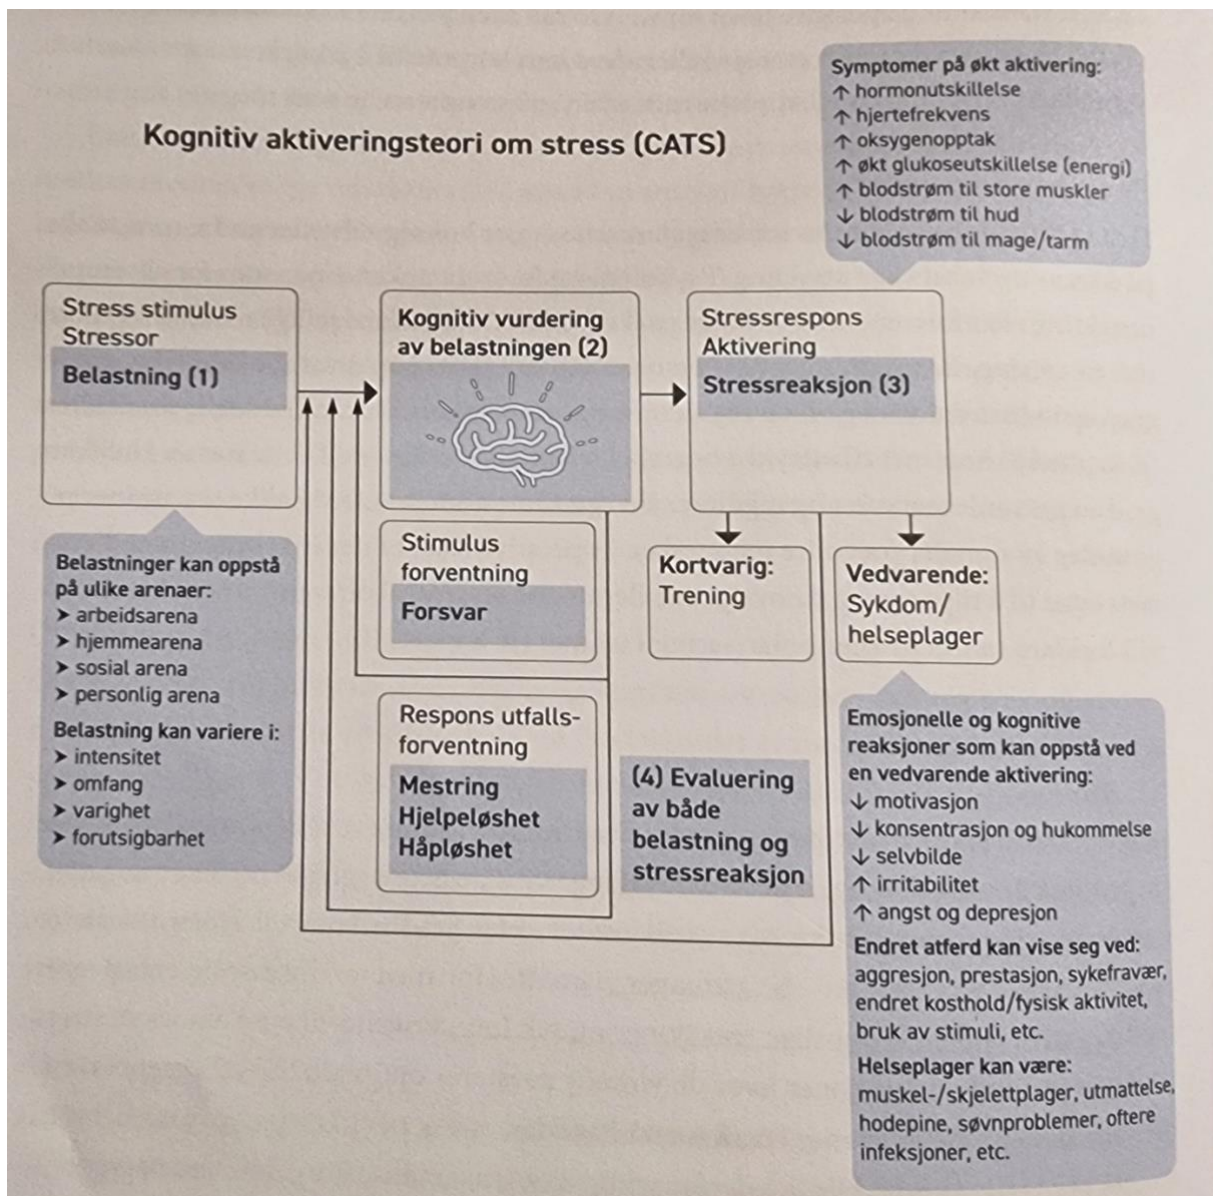 Kognitiv aktiveringsteori om stress (CATS)
Symptomer på økt aktivering:
↑ hormonutskillelse
↑ hjertefrekvens
↑ oksygenopptak
↑ økt glukoseutskillelse (energi)
↑ blodstrøm til store muskler
↓ blodstrøm til hud
↓ blodstrøm til mage/tarm
Stress stimulus
Stressor
Belastning (1)
Kognitiv vurdering
av belastningen (2)
Stressrespons
Aktivering
Stressreaksjon (3)
Belastninger kan oppstå
på ulike arenaer:
➤ arbeidsarena
➤ hjemmearena
➤ sosial arena
➤ personlig arena
Belastning kan variere i:
➤ intensitet
➤ omfang
➤ varighet
➤ forutsigbarhet
Stimulus
forventning
Forsvar
Respons utfalls-
forventning
Mestring
Hjelpeløshet
Håpløshet
(4) Evaluering
av både
belastning og
stressreaksjon
Kortvarig:
Trening
Vedvarende:
Sykdom/
helseplager
Emosjonelle og kognitive
reaksjoner som kan oppstå ved
en vedvarende aktivering:
↓ motivasjon
↓ konsentrasjon og hukommelse
↓ selvbilde
↑ irritabilitet
↑ angst og depresjon
Endret atferd kan vise seg ved:
aggresjon, prestasjon, sykefravær,
endret kosthold/fysisk aktivitet,
bruk av stimuli, etc.
Helseplager kan være:
muskel-/skjelettplager, utmattelse,
hodepine, søvnproblemer, oftere
infeksjoner, etc.